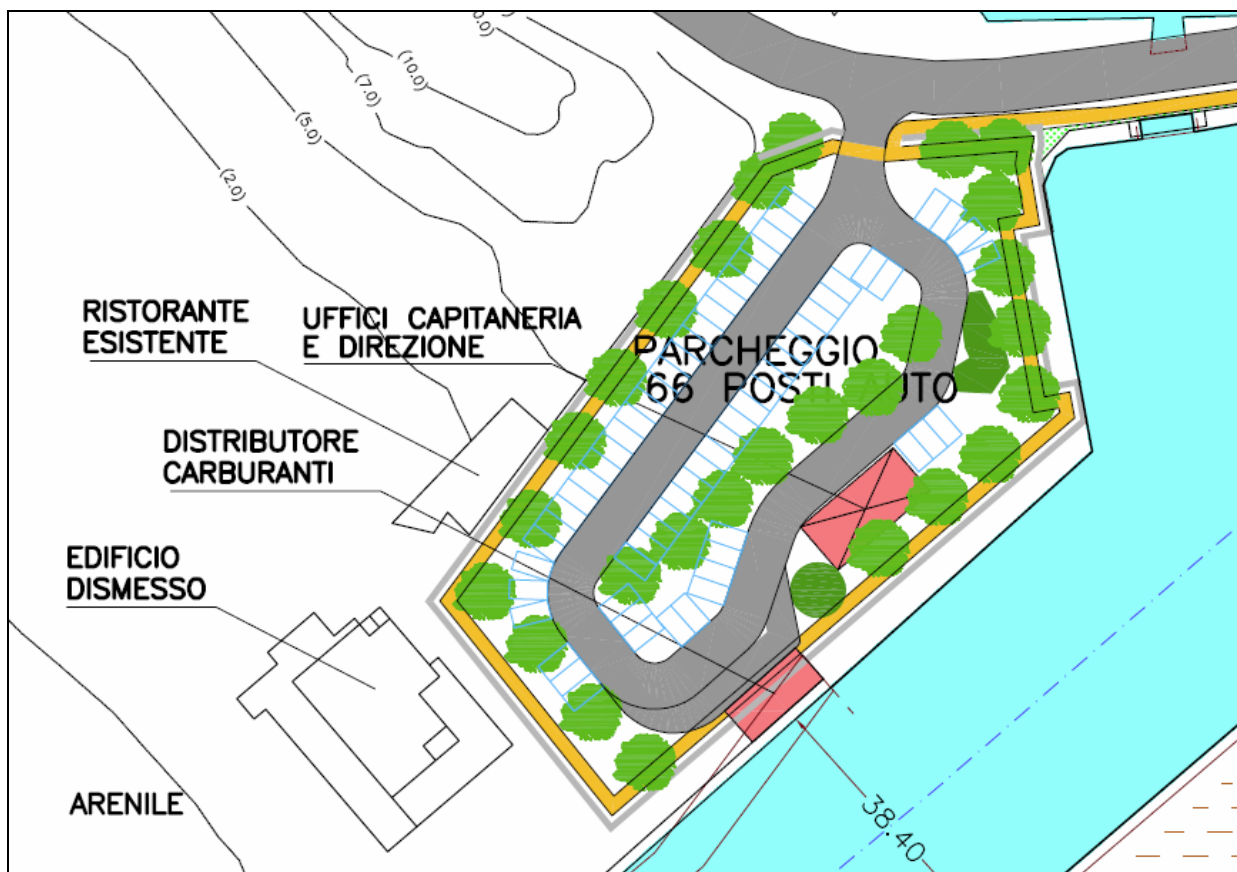 (10.0)
(7.0)
(5.0)
(2.0)
RISTORANTE
ESISTENTE
UFFICI CAPITANERIA
E DIREZIONE
PARCHEGGIO
66 POSTI AUTO
DISTRIBUTORE
CARBURANTI
EDIFICIO
DISMESSO
ARENILE
38.40